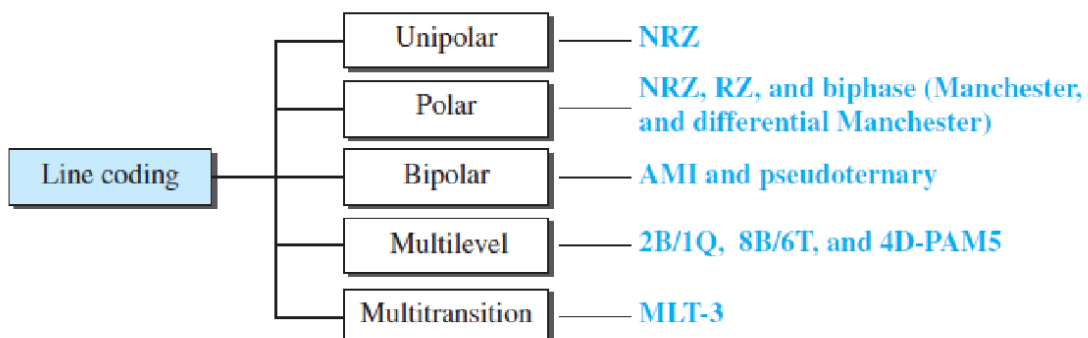 Line coding
Unipolar
NRZ
Polar
NRZ, RZ, and biphase (Manchester,
and differential Manchester)
Bipolar
AMI and pseudoternary
Multilevel
2B/1Q, 8B/6T, and 4D-PAM5
Multitransition
MLT-3